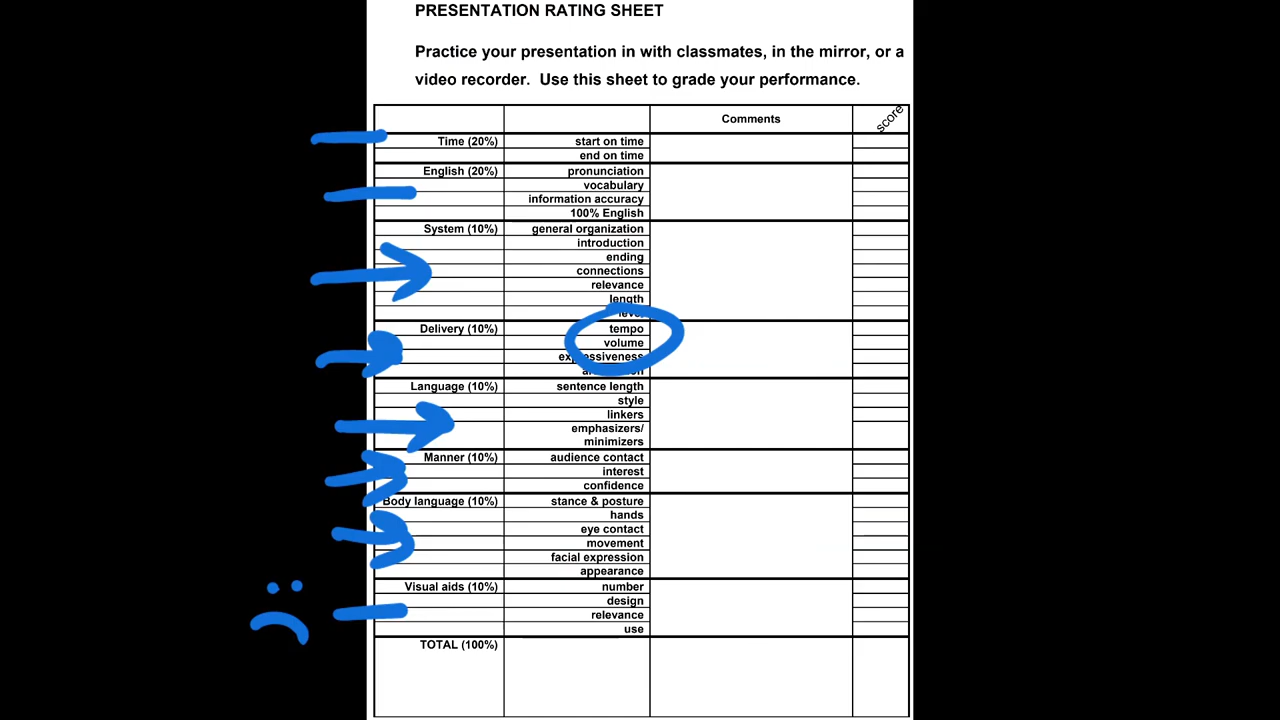 PRESENTATION RATING SHEET
Practice your presentation in with classmates, in the mirror, or a
video recorder. Use this sheet to grade your performance.
Comments score
Time (20%) start on time
end on time
English (20%) pronunciation
vocabulary
information accuracy
100% English
System (10%) general organization
introduction
ending
connections
relevance
length
level
Delivery (10%) tempo
volume
expressiveness
Language (10%) sentence length
style
linkers
emphasizers/
minimizers
Manner (10%) audience contact
interest
confidence
Body language (10%) stance & posture
hands
eye contact
movement
facial expression
appearance
Visual aids (10%) number
design
relevance
use
TOTAL (100%)